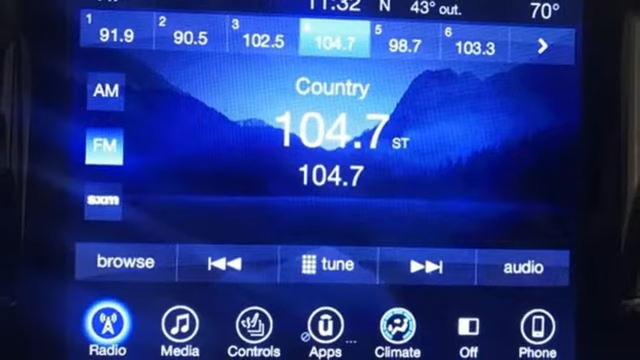 11:32 N 43° out. 70°
1 91.9 2 90.5 3 102.5 4 104.7 5 98.7 6 103.3
AM
FM
sxm
Country
104.7 ST
104.7
browse tune audio
Radio Media Controls Apps Climate Off Phone